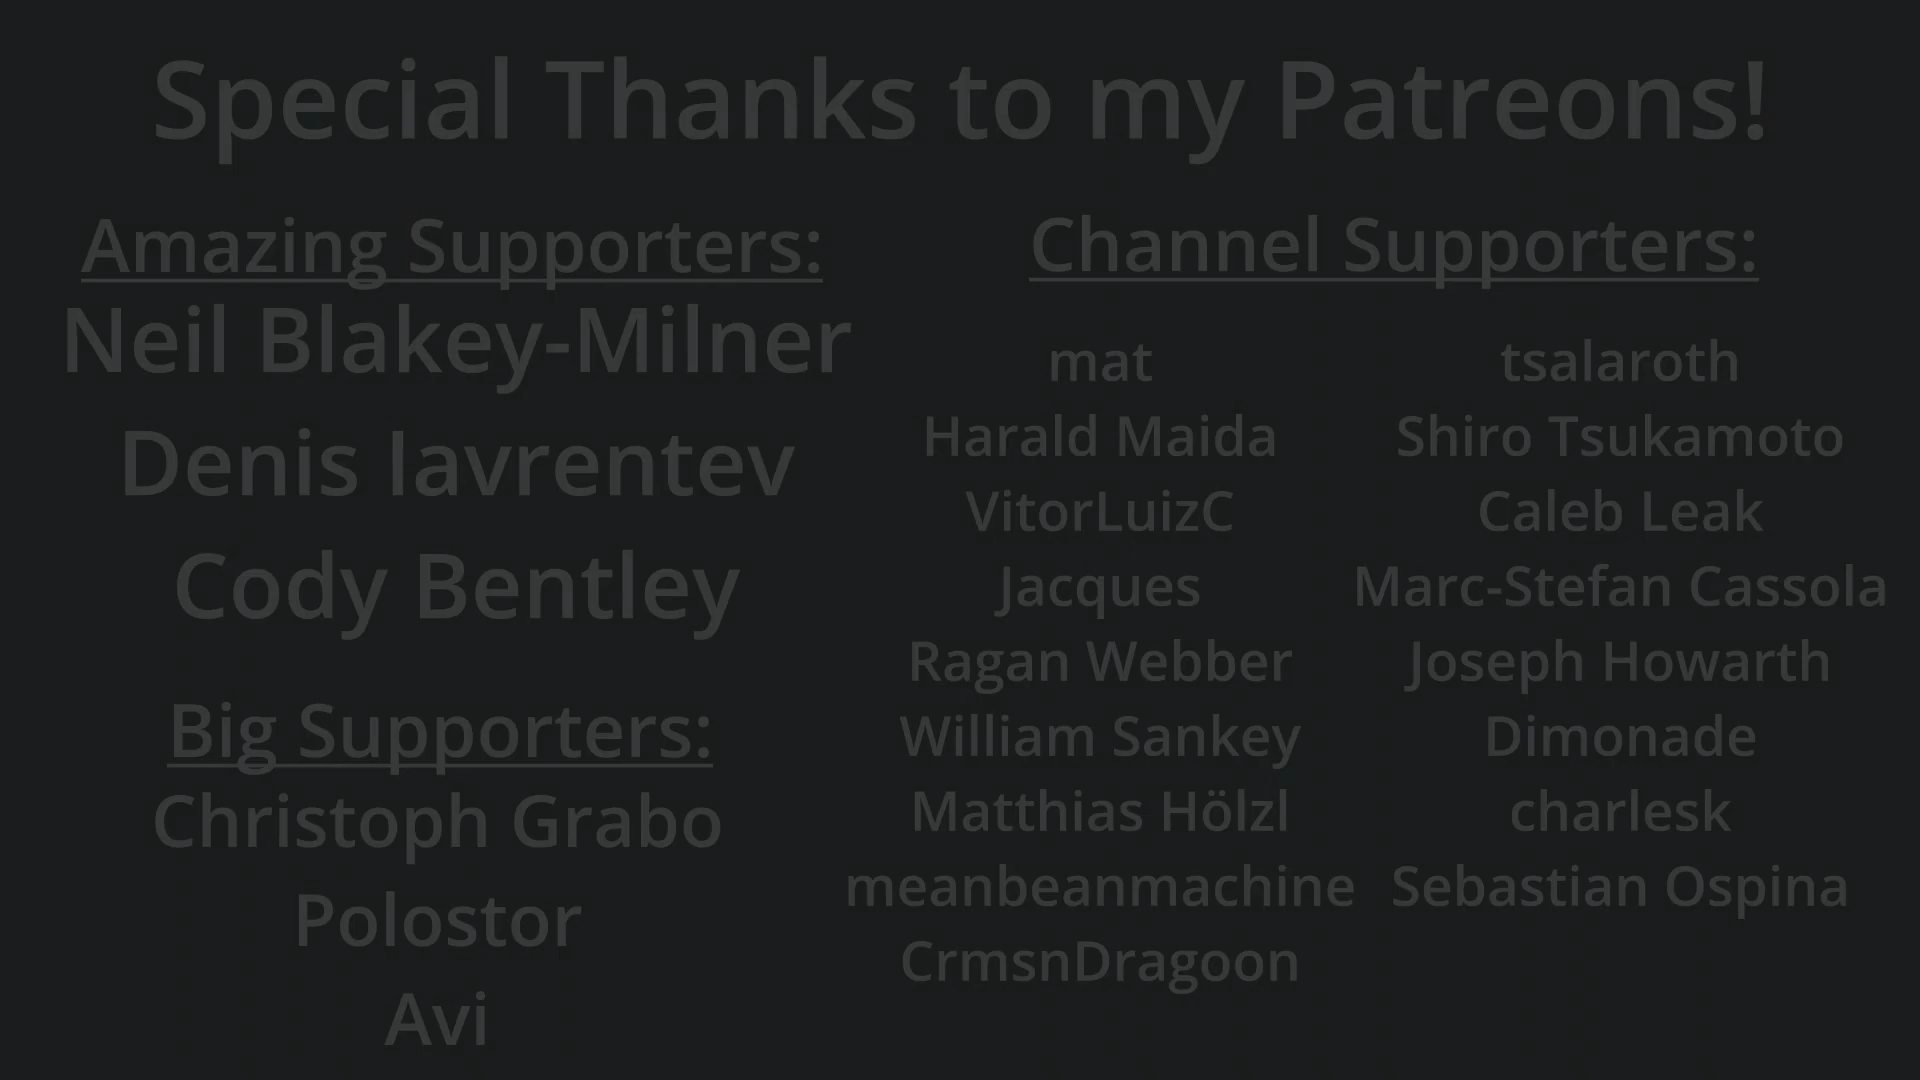 Special Thanks to my Patreons!
Amazing Supporters:
Neil Blakey-Milner
Denis Iavrentev
Cody Bentley
Big Supporters:
Christoph Grabo
Polostor
Avi
Channel Supporters:
mat
Harald Maida
VitorLuizC
Jacques
Ragan Webber
William Sankey
Matthias Hölzl
meanbeanmachine
CrmsnDragoon
tsalaroth
Shiro Tsukamoto
Caleb Leak
Marc-Stefan Cassola
Joseph Howarth
Dimonade
charlesk
Sebastian Ospina